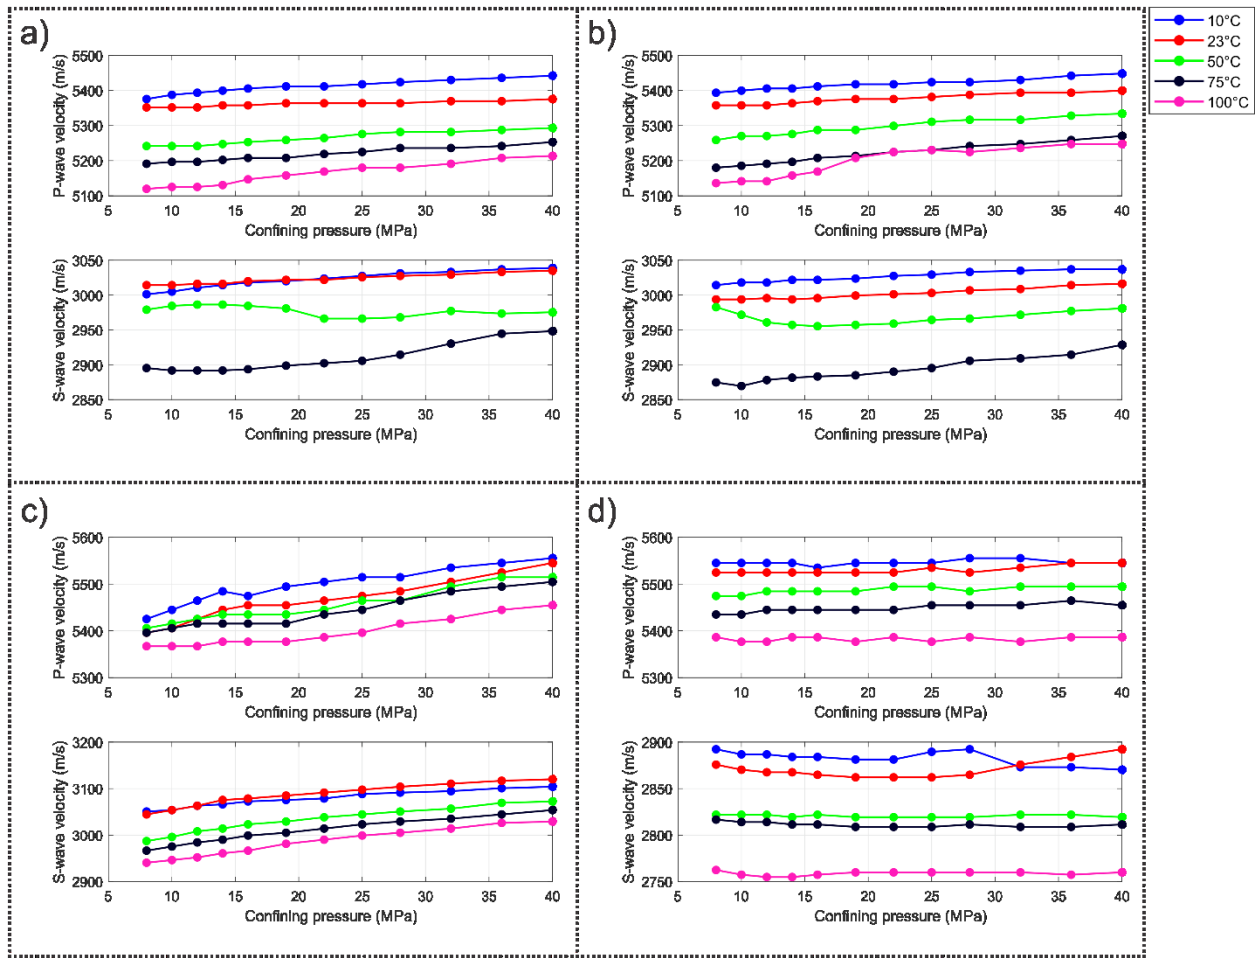 a)
5500
5400
5300
5200
5100
P-wave velocity (m/s)
5 10 15 20 25 30 35 40
Confining pressure (MPa)
3050
3000
2950
2900
2850
S-wave velocity (m/s)
5 10 15 20 25 30 35 40
Confining pressure (MPa)
b)
5500
5400
5300
5200
5100
P-wave velocity (m/s)
5 10 15 20 25 30 35 40
Confining pressure (MPa)
3050
3000
2950
2900
2850
S-wave velocity (m/s)
5 10 15 20 25 30 35 40
Confining pressure (MPa)
10°C
23°C
50°C
75°C
100°C
c)
5600
5500
5400
5300
P-wave velocity (m/s)
5 10 15 20 25 30 35 40
Confining pressure (MPa)
3200
3100
3000
2900
S-wave velocity (m/s)
5 10 15 20 25 30 35 40
Confining pressure (MPa)
d)
5600
5500
5400
5300
P-wave velocity (m/s)
5 10 15 20 25 30 35 40
Confining pressure (MPa)
2900
2850
2800
2750
S-wave velocity (m/s)
5 10 15 20 25 30 35 40
Confining pressure (MPa)